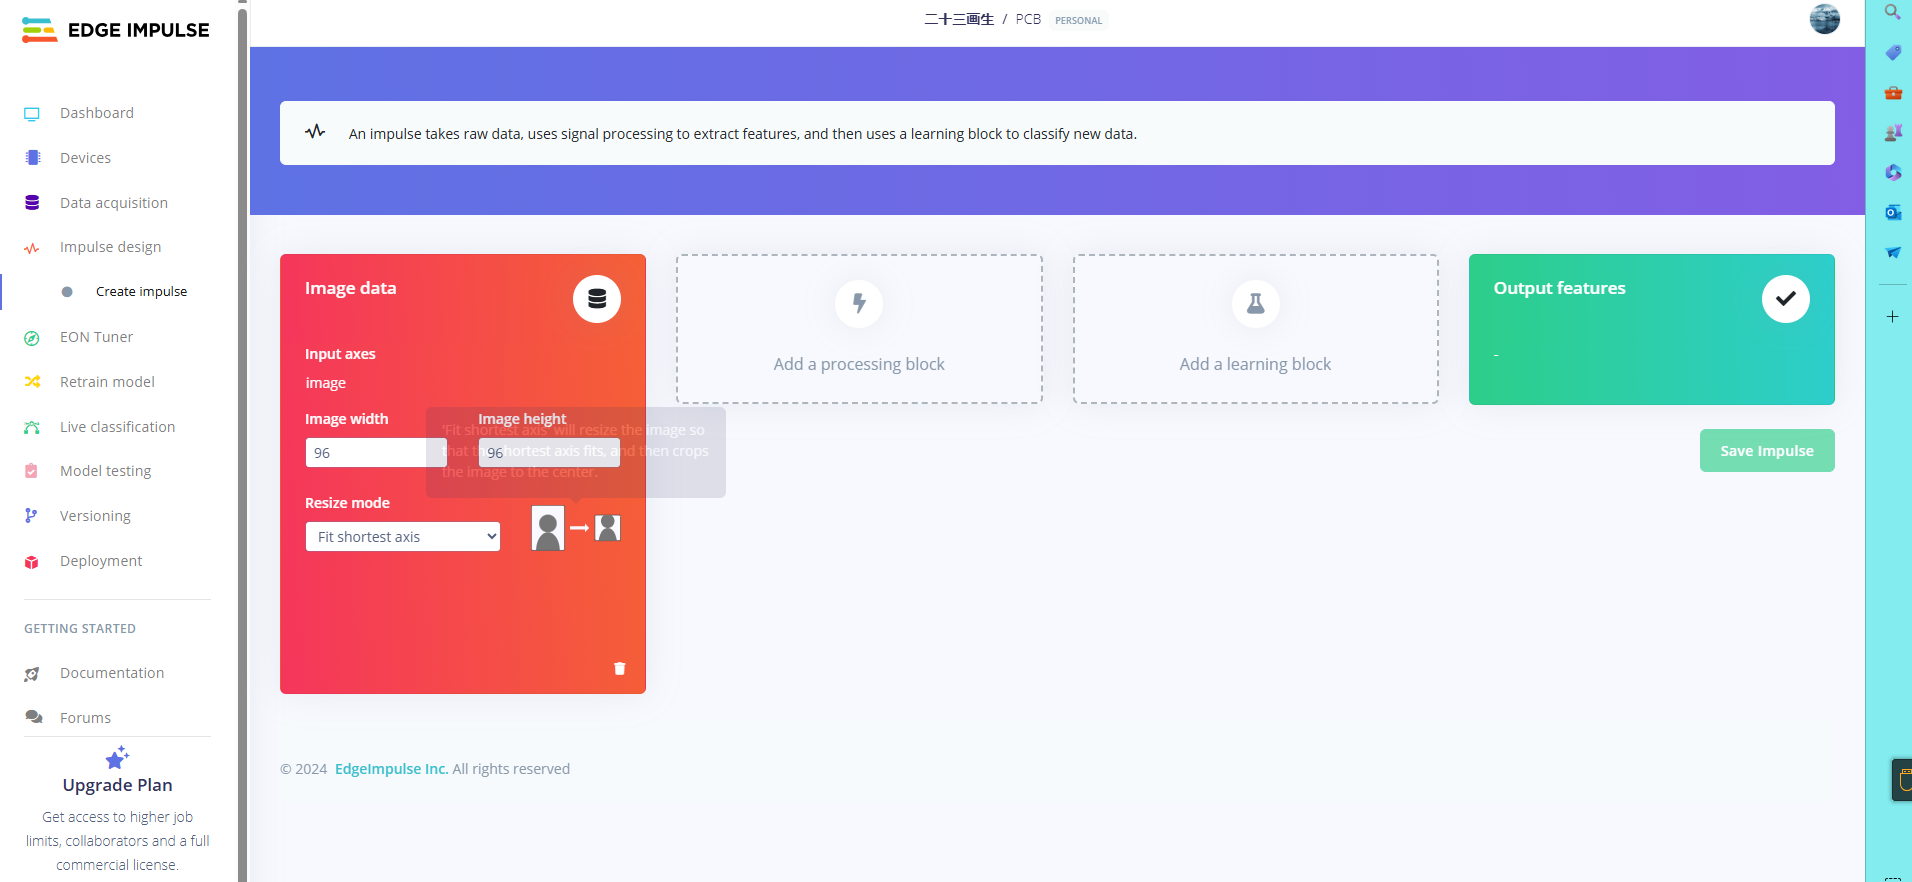 EDGE IMPULSE
二十三画生 / PCB PERSONAL
Dashboard
Devices
Data acquisition
Impulse design
Create impulse
EON Tuner
Retrain model
Live classification
Model testing
Versioning
Deployment
GETTING STARTED
Documentation
Forums
Upgrade Plan
Get access to higher job
limits, collaborators and a full
commercial license.
An impulse takes raw data, uses signal processing to extract features, and then uses a learning block to classify new data.
Image data
Input axes
image
Image width
Image height
96
96
'Fit shortest axis' will resize the image so
that the shortest axis fits, and then crops
the image to the center.
Resize mode
Fit shortest axis
Add a processing block
Add a learning block
Output features
-
Save Impulse
© 2024 EdgeImpulse Inc. All rights reserved